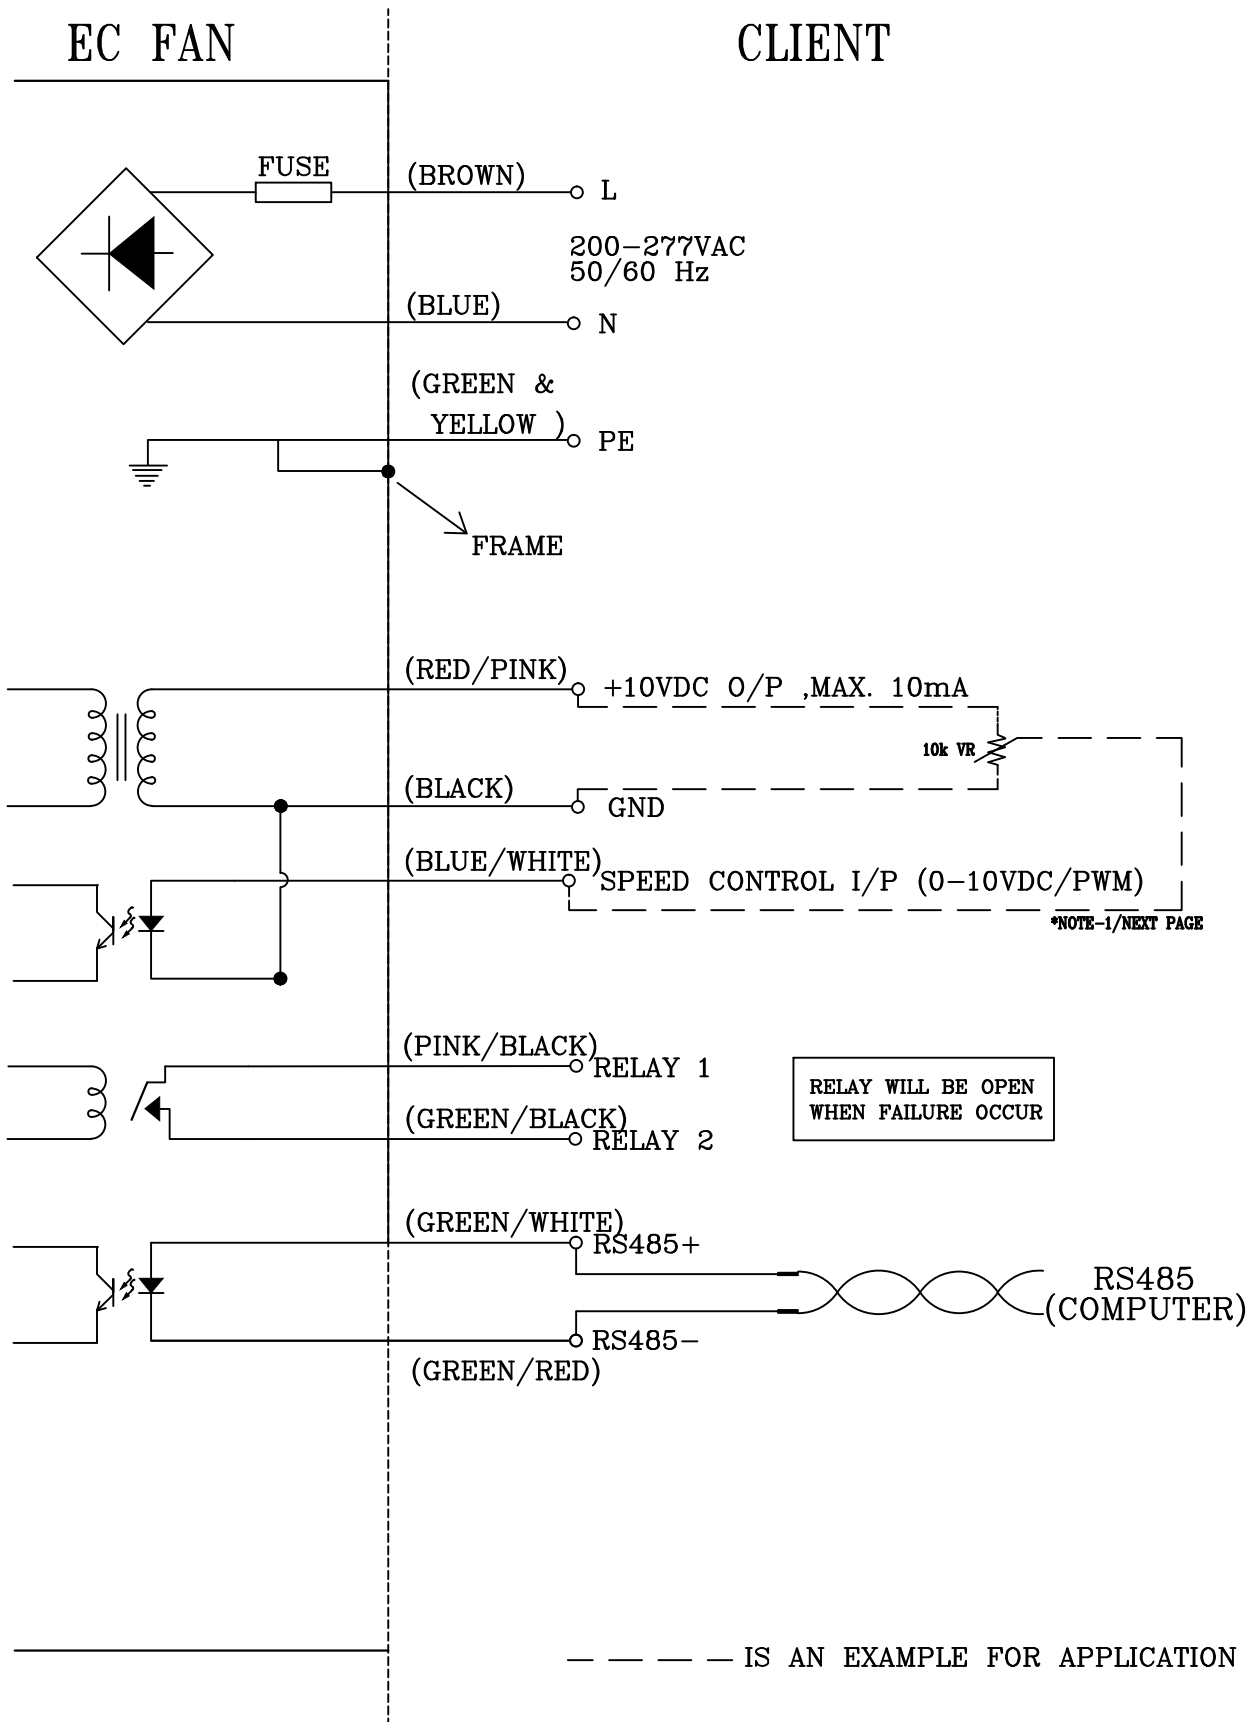 EC FAN
CLIENT
FUSE
(BROWN)
L
200-277VAC
50/60 Hz
(BLUE)
N
(GREEN &
YELLOW )
PE
FRAME
(RED/PINK)
+10VDC O/P ,MAX. 10mA
10k VR
(BLACK)
GND
(BLUE/WHITE)
SPEED CONTROL I/P (0-10VDC/PWM)
*NOTE-1/NEXT PAGE
(PINK/BLACK)
RELAY 1
RELAY WILL BE OPEN
WHEN FAILURE OCCUR
(GREEN/BLACK)
RELAY 2
(GREEN/WHITE)
RS485+
RS485
(COMPUTER)
RS485-
(GREEN/RED)
IS AN EXAMPLE FOR APPLICATION